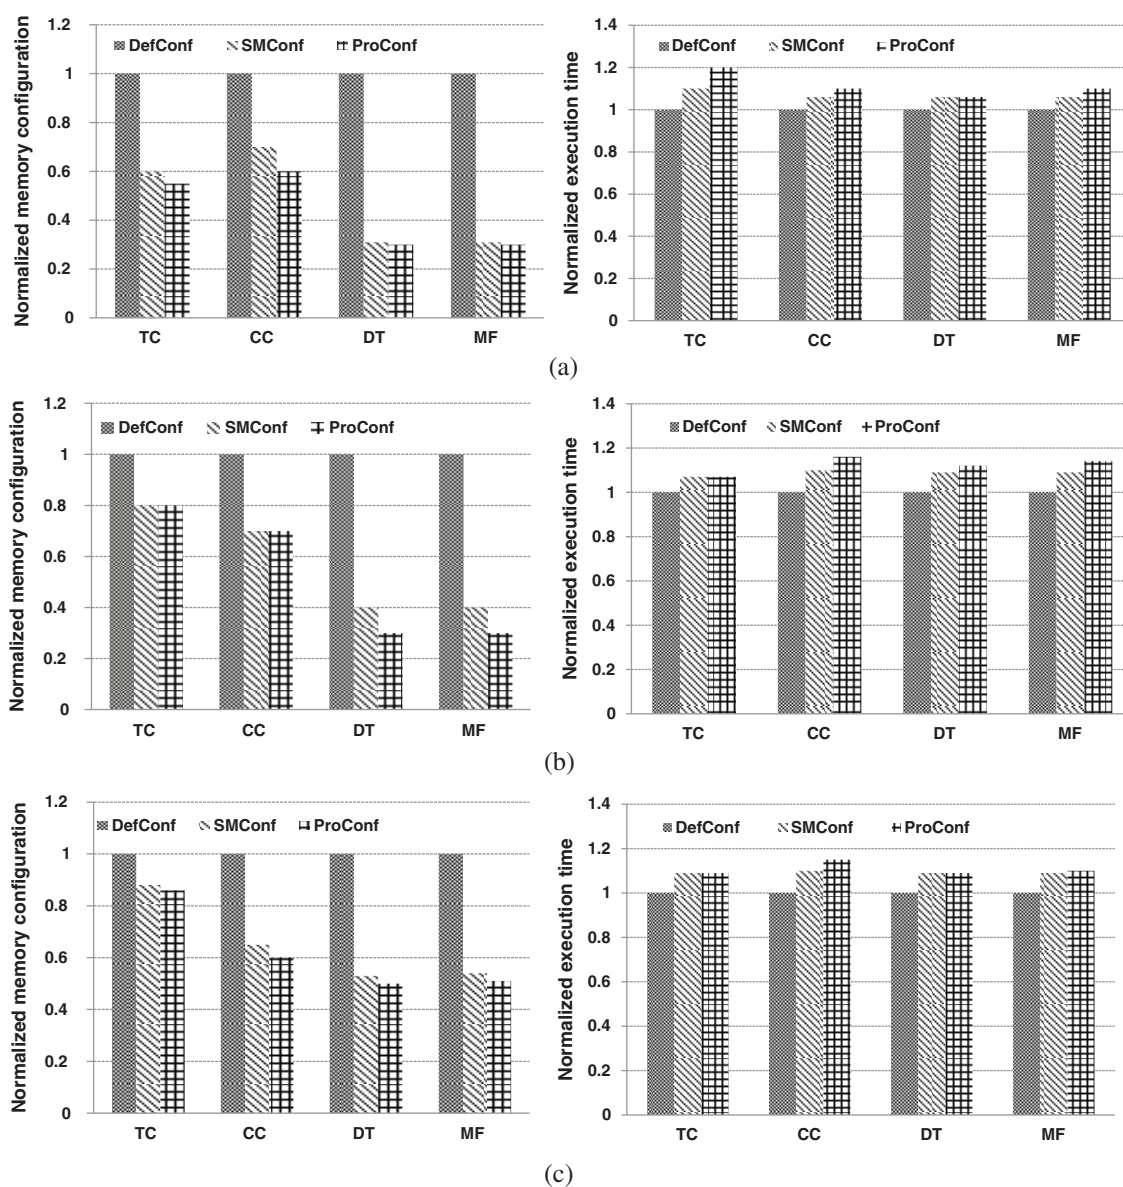 1.2
DefConf SMConf ProConf
1
0.8
0.6
0.4
0.2
0
Normalized memory configuration
TC CC DT MF
1.4
DefConf SMConf ProConf
1.2
1
0.8
0.6
0.4
0.2
0
Normalized execution time
TC CC DT MF
(a)
1.2
DefConf SMConf ProConf
1
0.8
0.6
0.4
0.2
0
Normalized memory configuration
TC CC DT MF
1.4
DefConf SMConf ProConf
1.2
1
0.8
0.6
0.4
0.2
0
Normalized execution time
TC CC DT MF
(b)
1.2
DefConf SMConf ProConf
1
0.8
0.6
0.4
0.2
0
Normalized memory configuration
TC CC DT MF
1.4
DefConf SMConf ProConf
1.2
1
0.8
0.6
0.4
0.2
0
Normalized execution time
TC CC DT MF
(c)